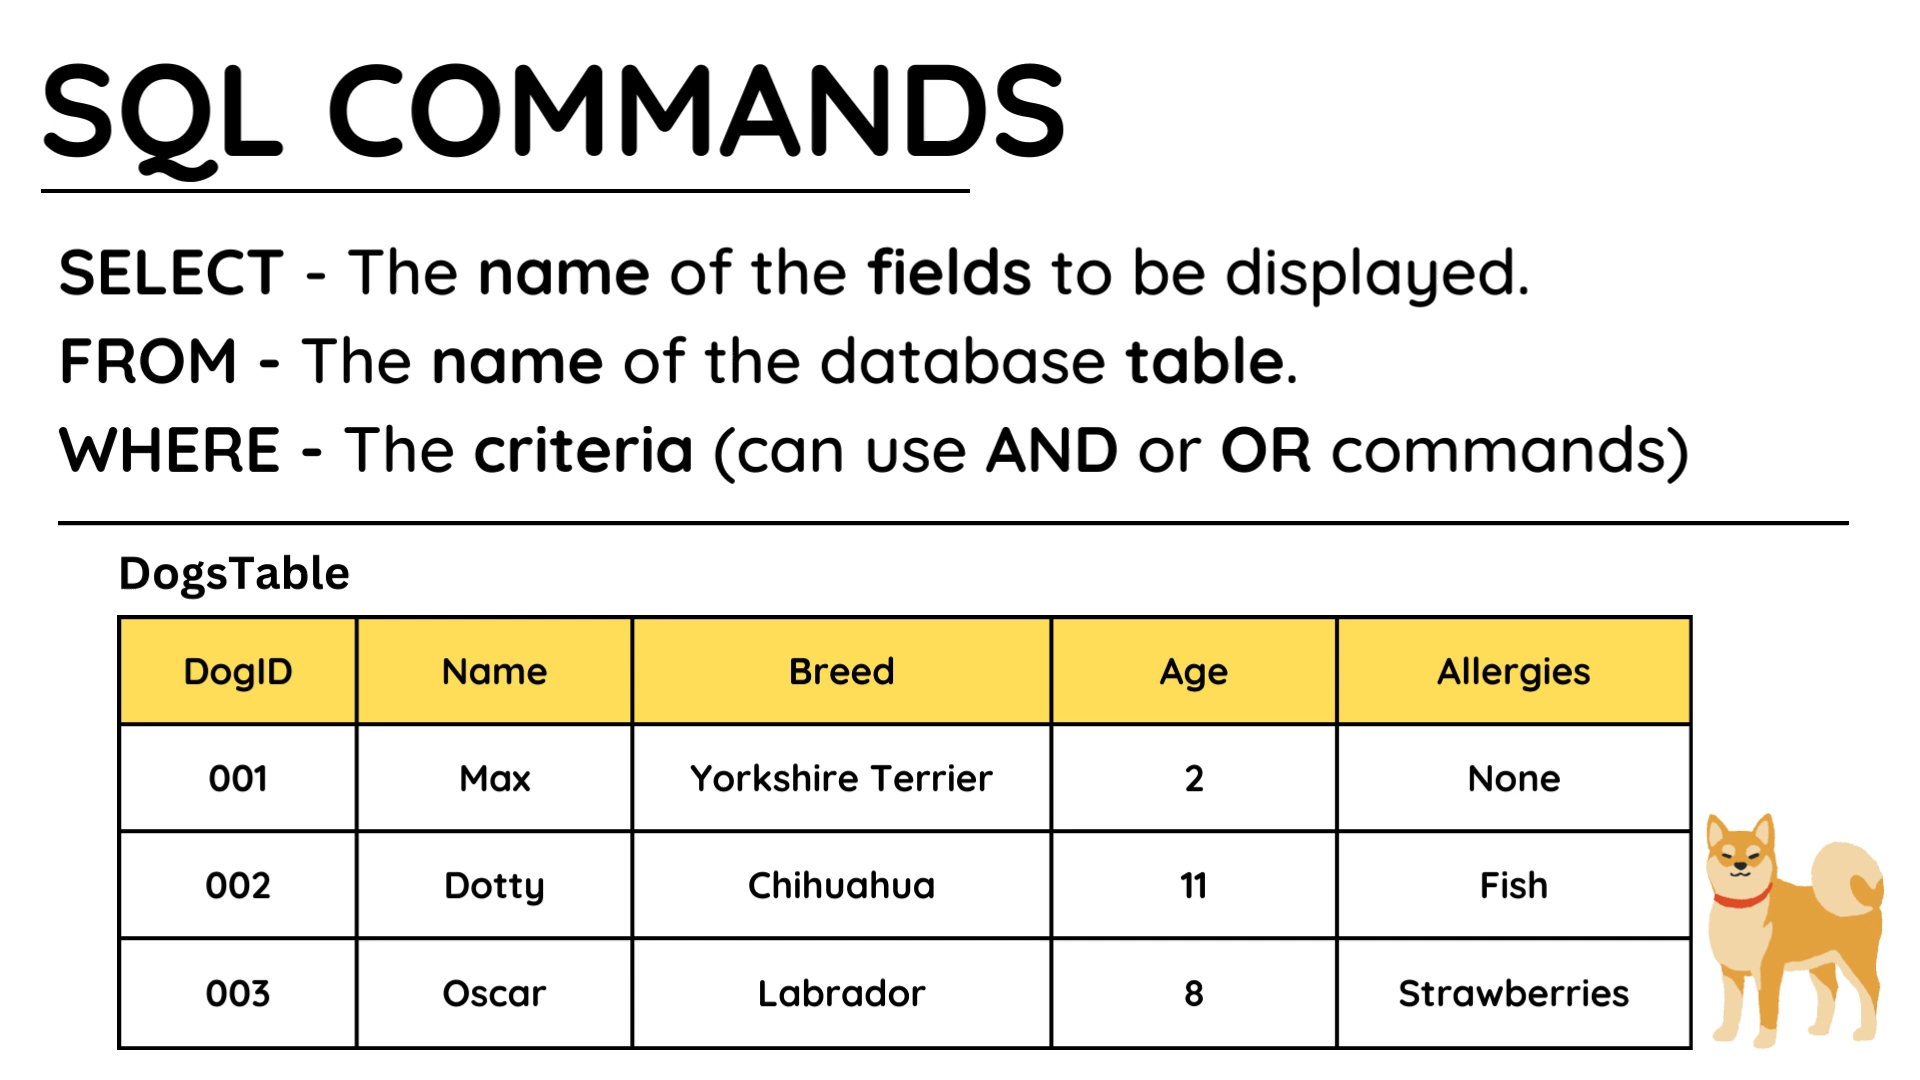 SQL COMMANDS
SELECT - The name of the fields to be displayed.
FROM - The name of the database table.
WHERE - The criteria (can use AND or OR commands)
DogsTable
DogID Name Breed Age Allergies
001 Max Yorkshire Terrier 2 None
002 Dotty Chihuahua 11 Fish
003 Oscar Labrador 8 Strawberries